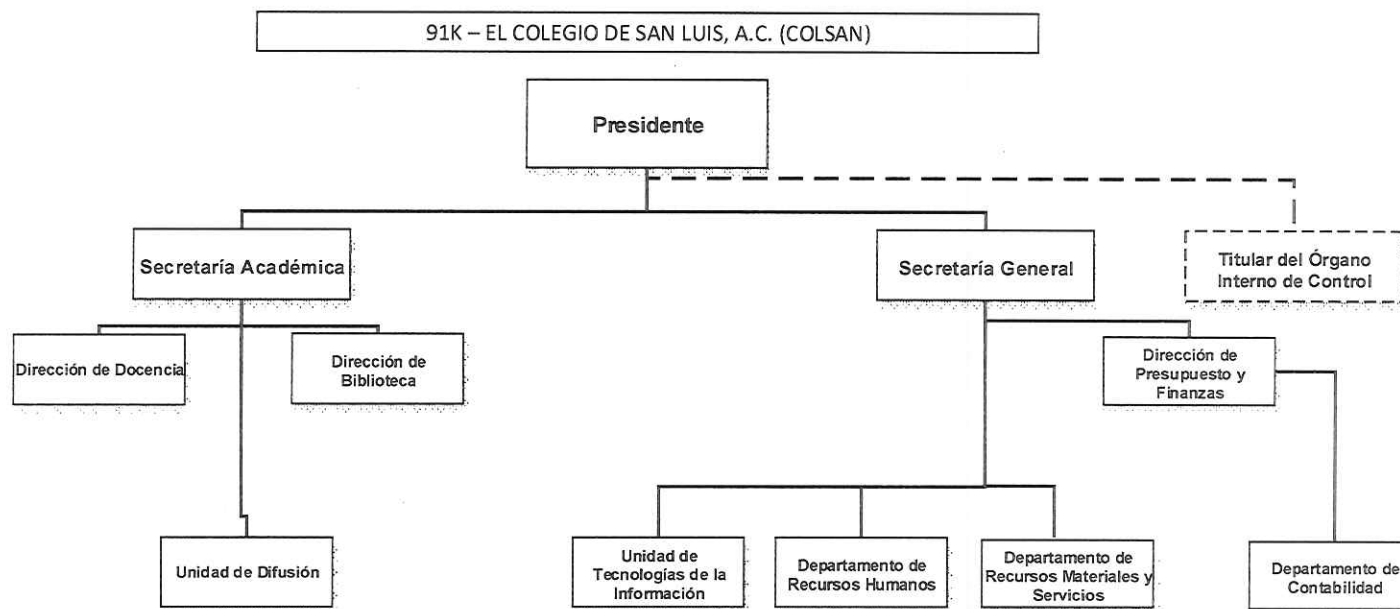 91K – EL COLEGIO DE SAN LUIS, A.C. (COLSAN)
Presidente
Secretaría Académica
Secretaría General
Titular del Órgano
Interno de Control
Dirección de Docencia
Dirección de
Biblioteca
Dirección de
Presupuesto y
Finanzas
Unidad de Difusión
Unidad de
Tecnologías de la
Información
Departamento de
Recursos Humanos
Departamento de
Recursos Materiales y
Servicios
Departamento de
Contabilidad